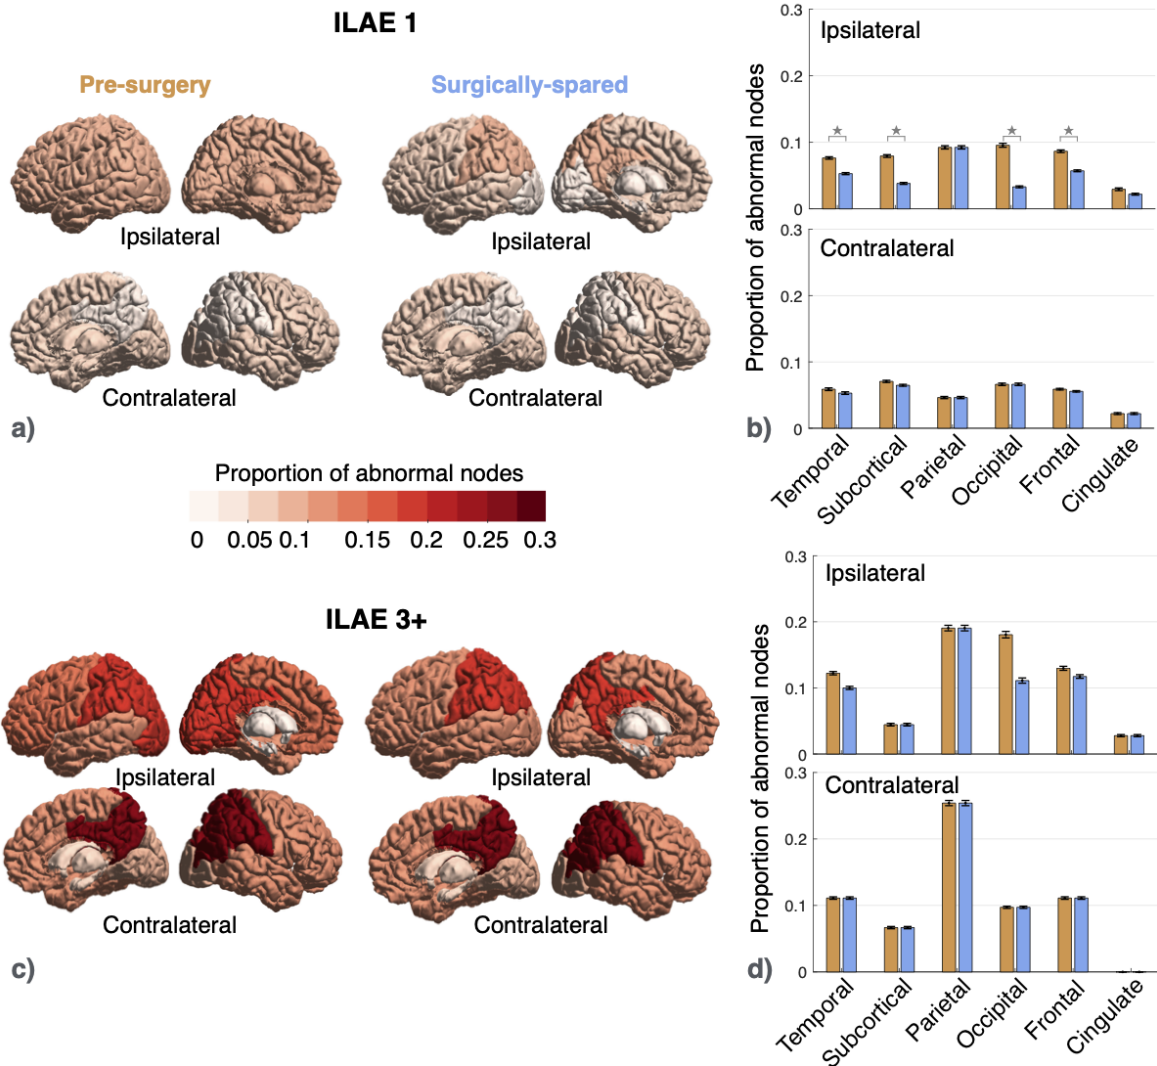 ILAE 1
Pre-surgery
Surgically-spared
Ipsilateral
Ipsilateral
Contralateral
Contralateral
a)
Proportion of abnormal nodes
0.3
Ipsilateral
0.2
0.1
0
0.3
Contralateral
0.2
0.1
0
b)
Temporal
Subcortical
Parietal
Occipital
Frontal
Cingulate
Proportion of abnormal nodes
0 0.05 0.1 0.15 0.2 0.25 0.3
ILAE 3+
Ipsilateral
Ipsilateral
Contralateral
Contralateral
c)
Proportion of abnormal nodes
0.3
Ipsilateral
0.2
0.1
0
0.3
Contralateral
0.2
0.1
0
d)
Temporal
Subcortical
Parietal
Occipital
Frontal
Cingulate